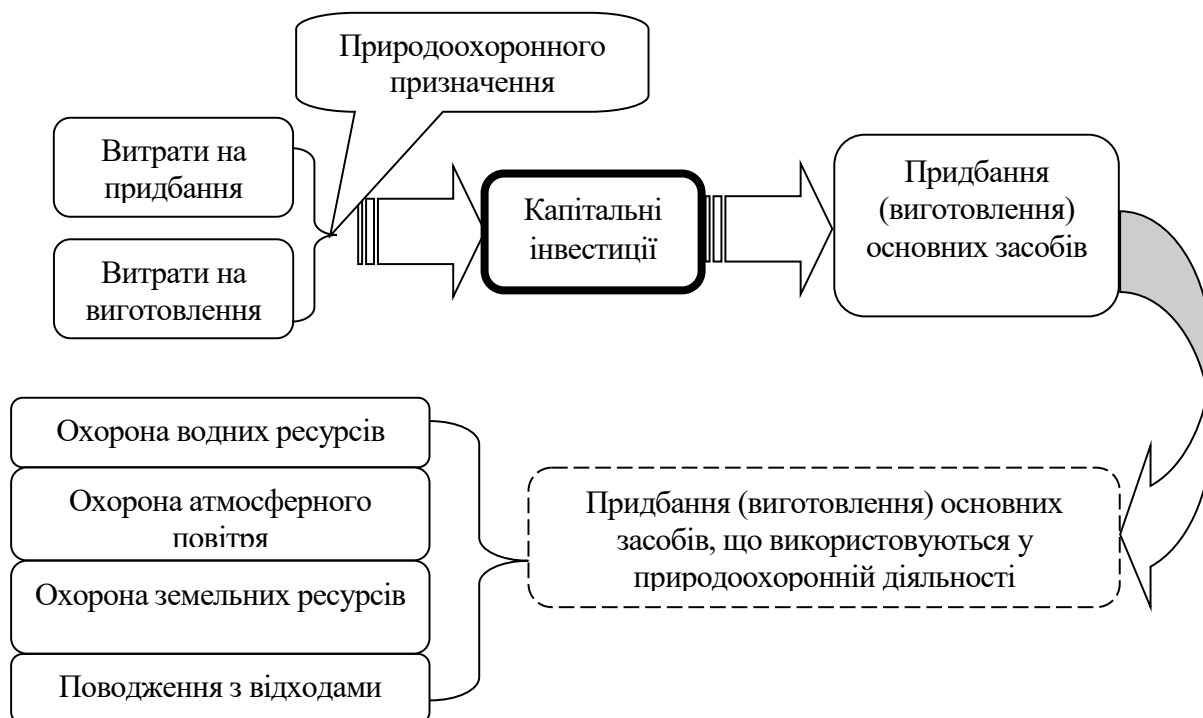 Природоохоронного
призначення
Витрати на
придбання
Витрати на
виготовлення
Капітальні
інвестиції
Придбання
(виготовлення)
основних засобів
Охорона водних ресурсів
Охорона атмосферного
повітря
Охорона земельних ресурсів
Поводження з відходами
Придбання (виготовлення) основних
засобів, що використовуються у
природоохоронній діяльності